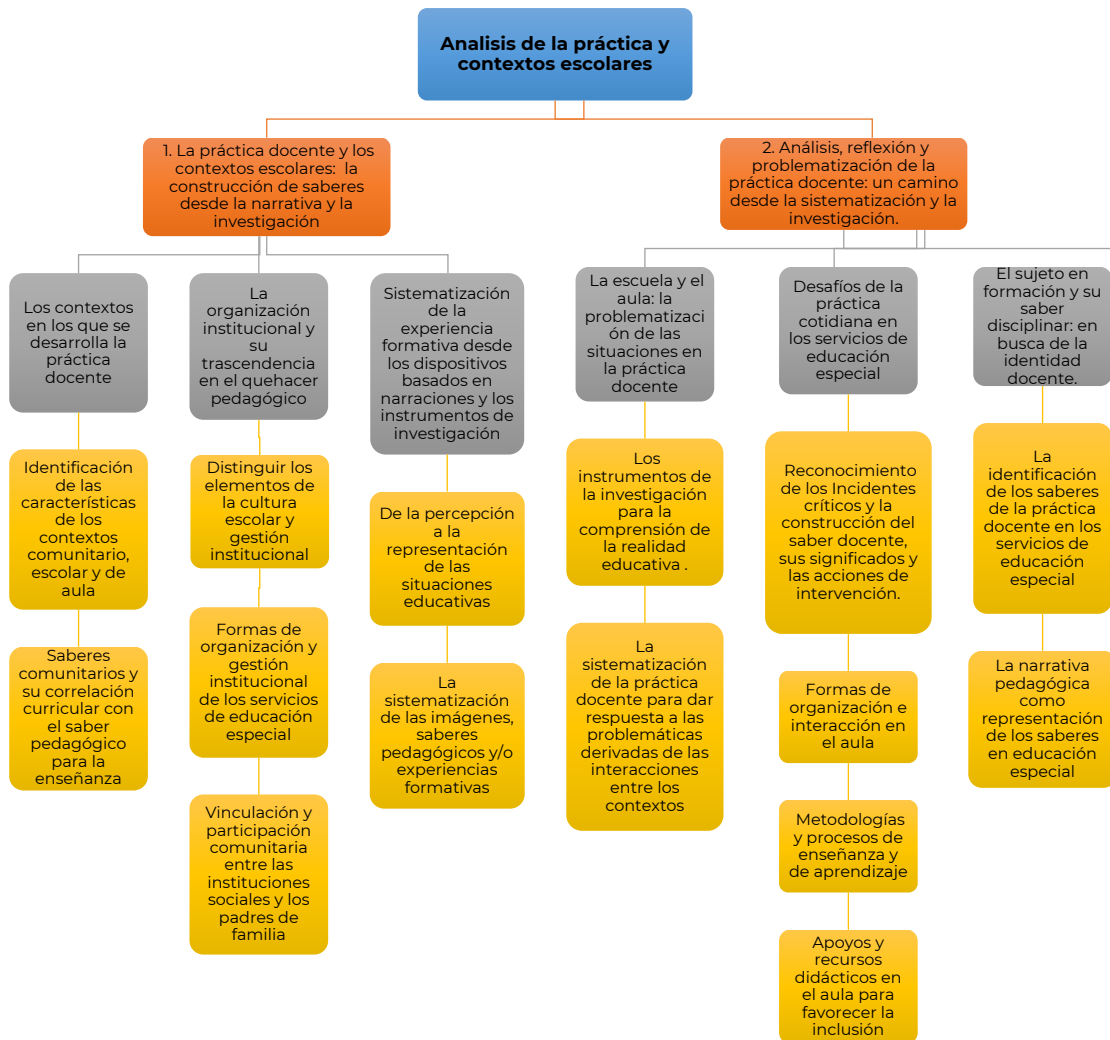 Analisis de la práctica y
contextos escolares
1. La práctica docente y los
contextos escolares: la
construcción de saberes
desde la narrativa y la
investigación
2. Análisis, reflexión y
problematización de la
práctica docente: un camino
desde la sistematización y la
investigación.
Los contextos
en los que se
desarrolla la
práctica
docente
Identificación
de las
características
de los
contextos
comunitario,
escolar y de
aula
Saberes
comunitarios y
su correlación
curricular con
el saber
pedagógico
para la
enseñanza
La
organización
institucional y
su
trascendencia
en el quehacer
pedagógico
Distinguir los
elementos de
la cultura
escolar y
gestión
institucional
Formas de
organización y
gestión
institucional
de los servicios
de educación
especial
Vinculación y
participación
comunitaria
entre las
instituciones
sociales y los
padres de
familia
Sistematización
de la
experiencia
formativa desde
los dispositivos
basados en
narraciones y los
instrumentos de
investigación
De la percepción
a la
representación
de las
situaciones
educativas
La
sistematización
de las imágenes,
saberes
pedagógicos y/o
experiencias
formativas
La escuela y el
aula: la
problematizaci
ón de las
situaciones en
la práctica
docente
Los
instrumentos de
la investigación
para la
comprensión de
la realidad
educativa .
La
sistematización
de la práctica
docente para dar
respuesta a las
problemáticas
derivadas de las
interacciones
entre los
contextos
Desafíos de la
práctica
cotidiana en
los servicios de
educación
especial
Reconocimiento
de los Incidentes
críticos y la
construcción del
saber docente,
sus significados y
las acciones de
intervención.
Formas de
organización e
interacción en
el aula
Metodologías
y procesos de
enseñanza y
de aprendizaje
Apoyos y
recursos
didácticos en
el aula para
favorecer la
inclusión
El sujeto en
formación y su
saber
disciplinar: en
busca de la
identidad
docente.
La
identificación
de los saberes
de la práctica
docente en los
servicios de
educación
especial
La narrativa
pedagógica
como
representación
de los saberes
en educación
especial